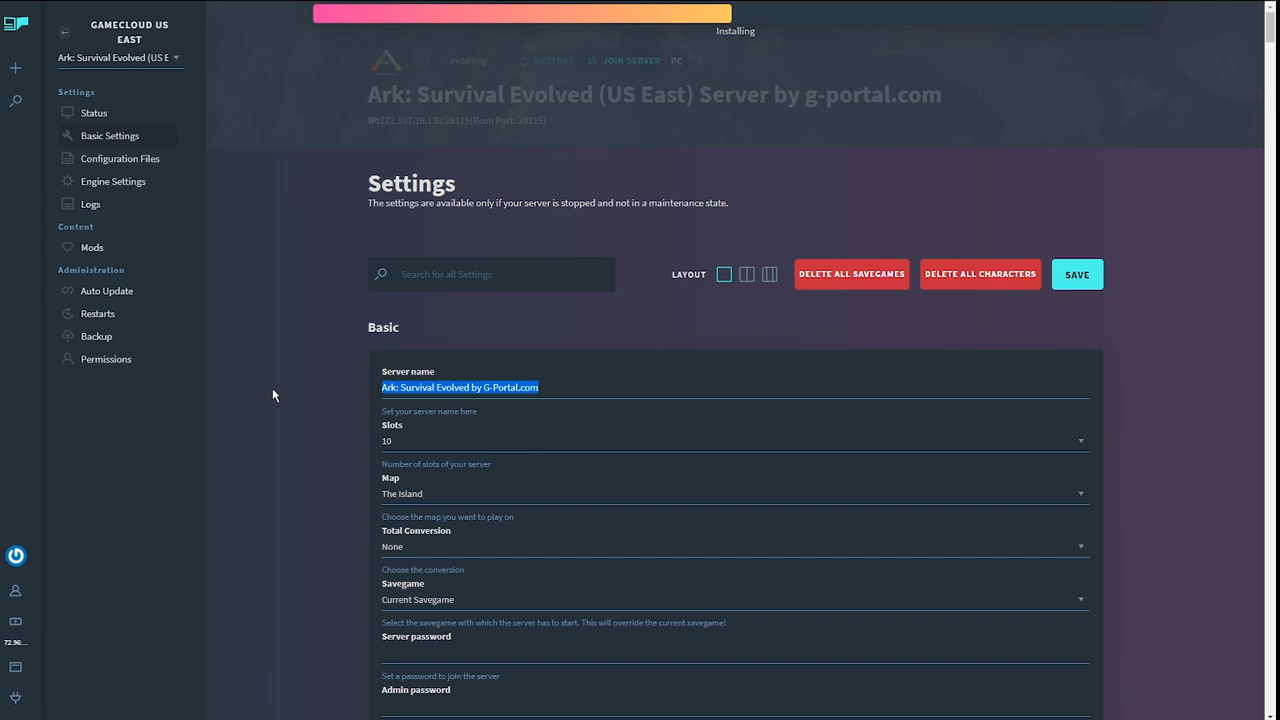 Installing
GAMECLOUD US
EAST
Ark: Survival Evolved (US E
Settings
Status
Basic Settings
Configuration Files
Engine Settings
Logs
Content
Mods
Administration
Auto Update
Restarts
Backup
Permissions
72.96....
Installing
RESTART
JOIN SERVER
PC
Ark: Survival Evolved (US East) Server by g-portal.com
IP:172.107.16.130:28115(Rcon Port: 28115)
Settings
The settings are available only if your server is stopped and not in a maintenance state.
Search for all Settings
LAYOUT
DELETE ALL SAVEGAMES
DELETE ALL CHARACTERS
SAVE
Basic
Server name
Ark: Survival Evolved by G-Portal.com
Set your server name here
Slots
10
Number of slots of your server
Map
The Island
Choose the map you want to play on
Total Conversion
None
Choose the conversion
Savegame
Current Savegame
Select the savegame with which the server has to start. This will override the current savegame!
Server password
Set a password to join the server
Admin password